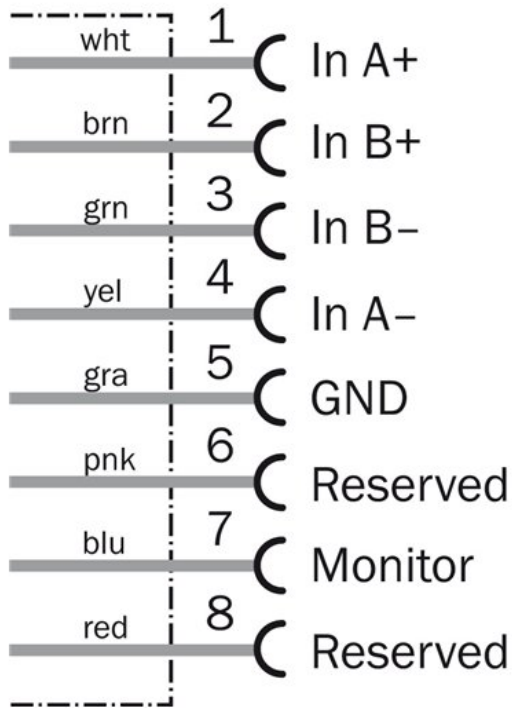 wht 1 In A+
brn 2 In B+
grn 3 In B–
yel 4 In A–
gra 5 GND
pnk 6 Reserved
blu 7 Monitor
red 8 Reserved